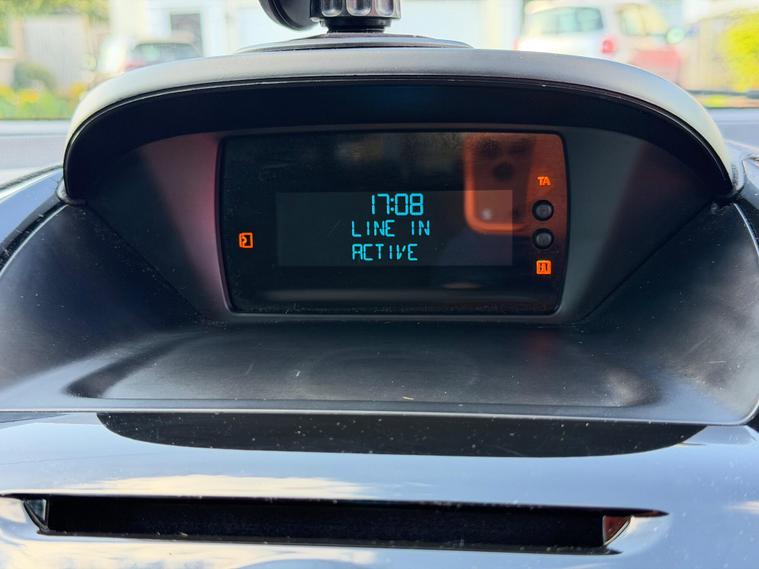 TA
17:08
LINE IN
ACTIVE